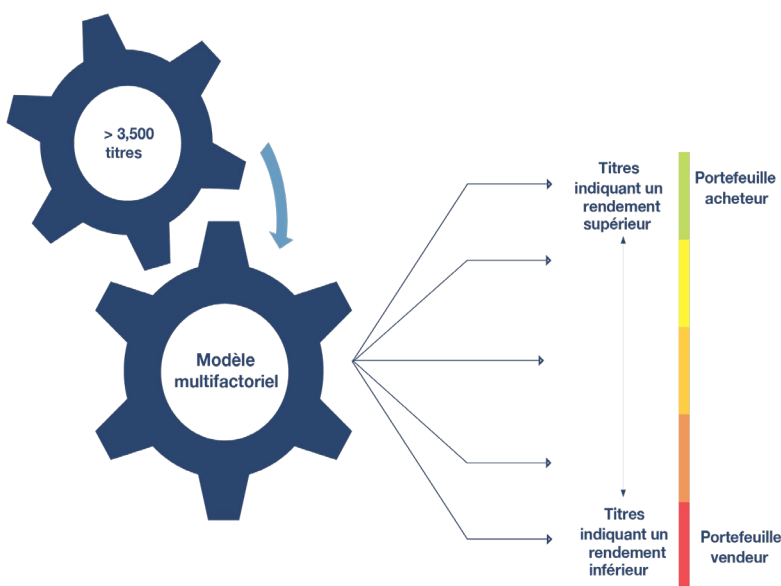 > 3,500
titres
Modèle
multifactoriel
Titres
indiquant un
rendement
supérieur
Portefeuille
acheteur
Titres
indiquant un
rendement
inférieur
Portefeuille
vendeur